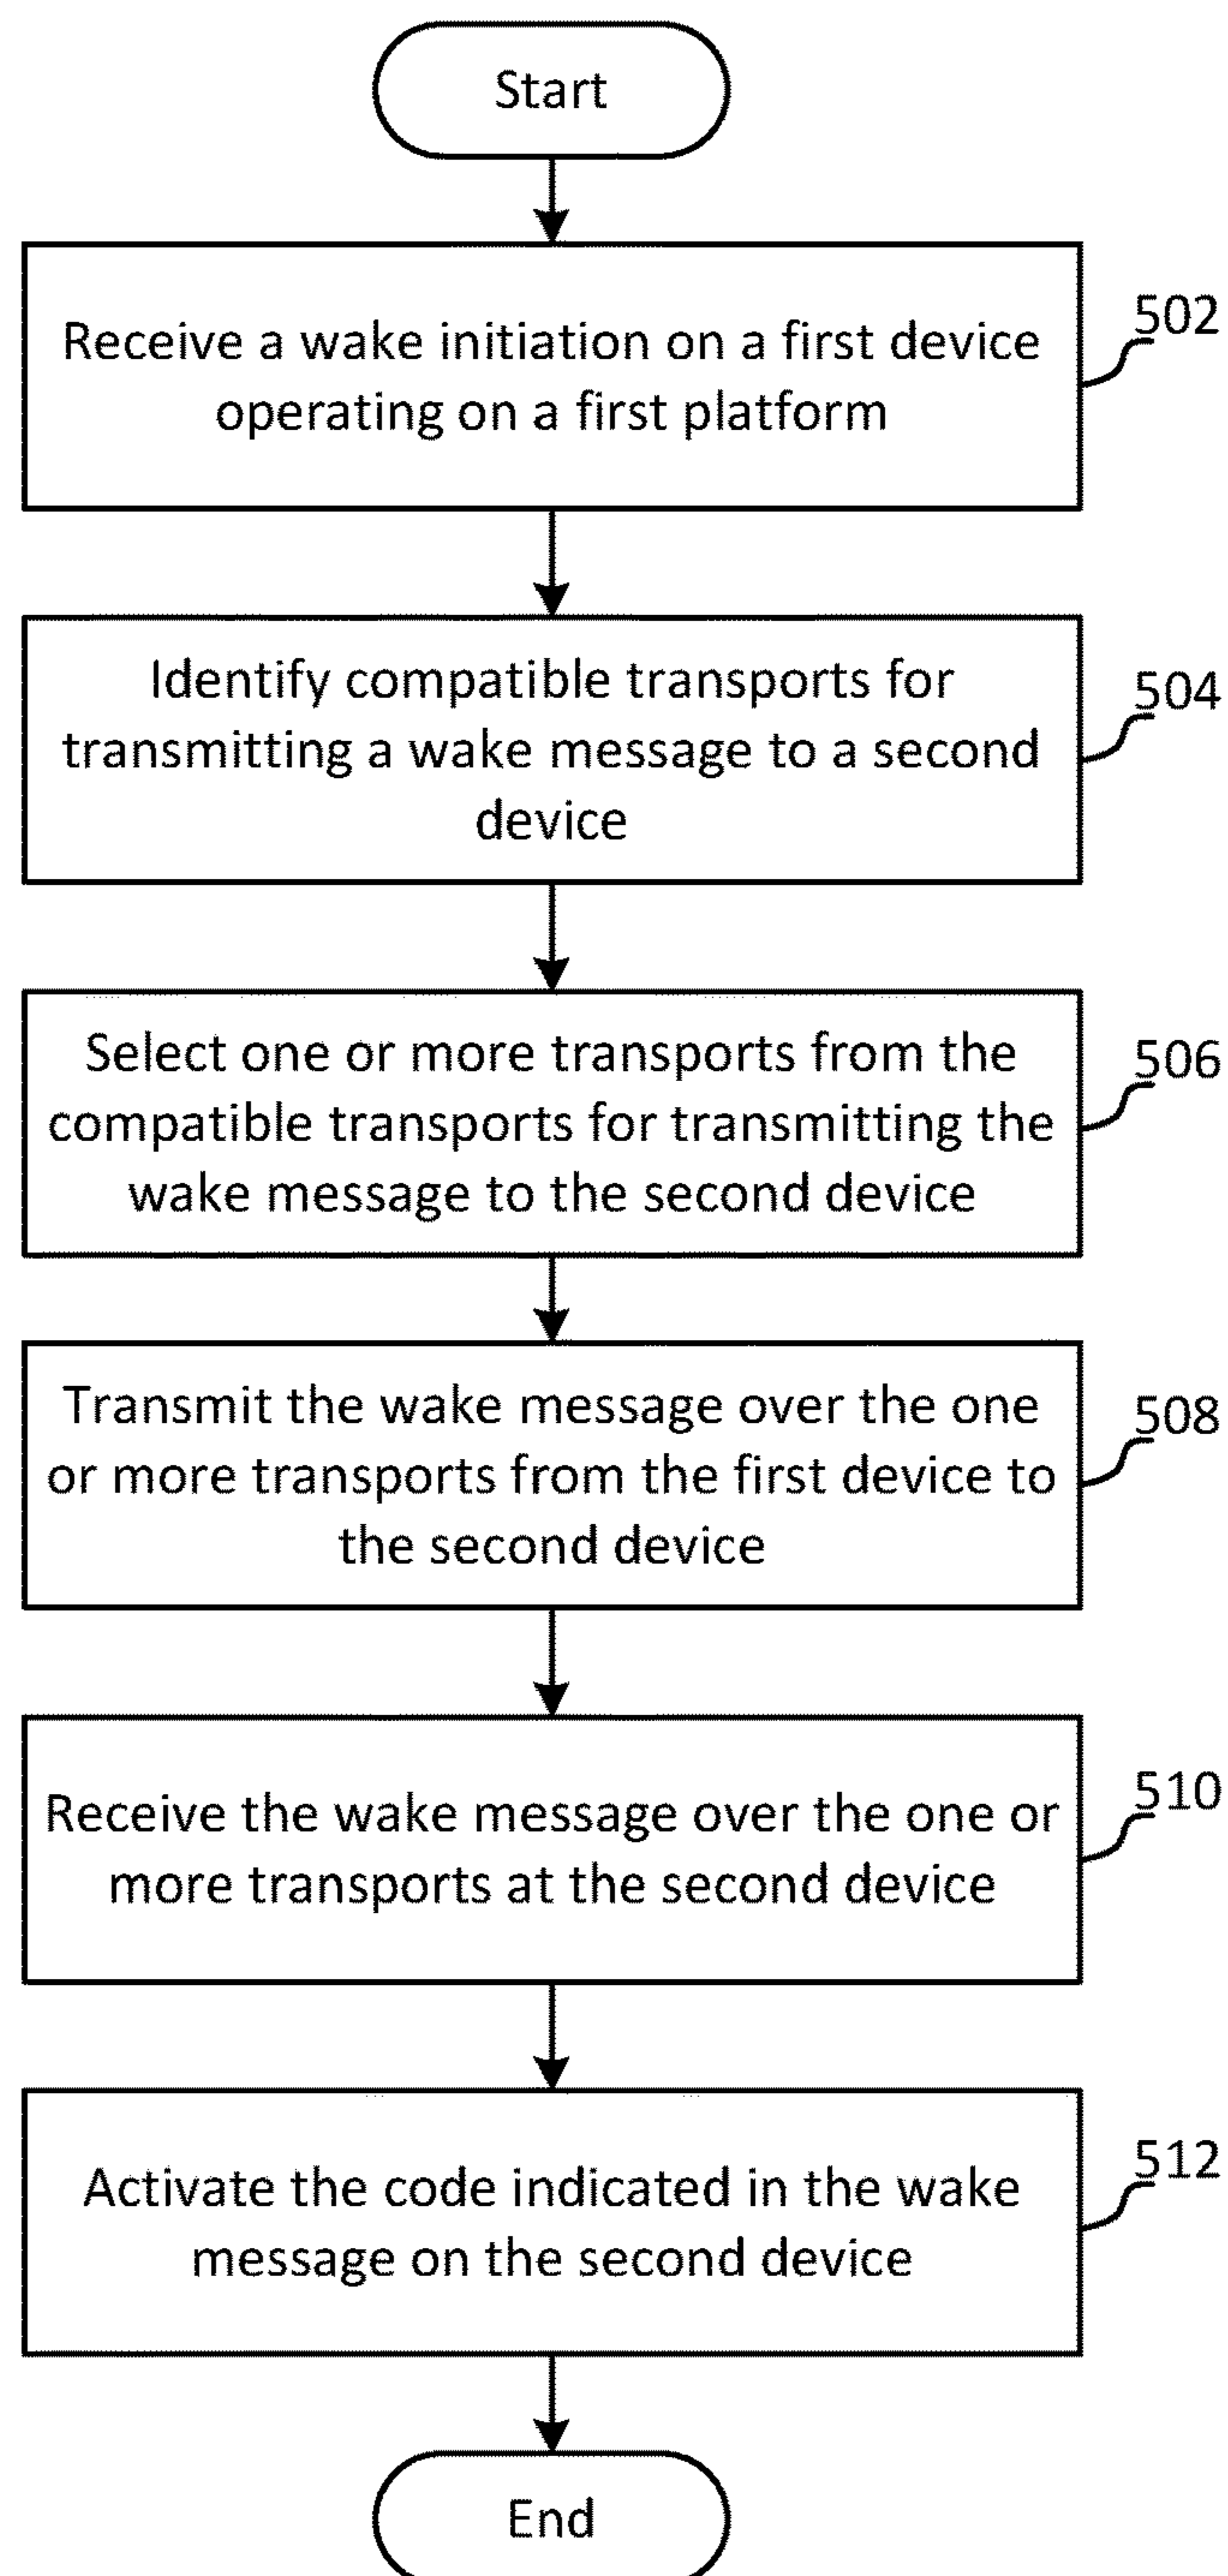 Start
Receive a wake initiation on a first device
operating on a first platform
502
Identify compatible transports for
transmitting a wake message to a second
device
504
Select one or more transports from the
compatible transports for transmitting the
wake message to the second device
506
Transmit the wake message over the one
or more transports from the first device to
the second device
508
Receive the wake message over the one or
more transports at the second device
510
Activate the code indicated in the wake
message on the second device
512
End